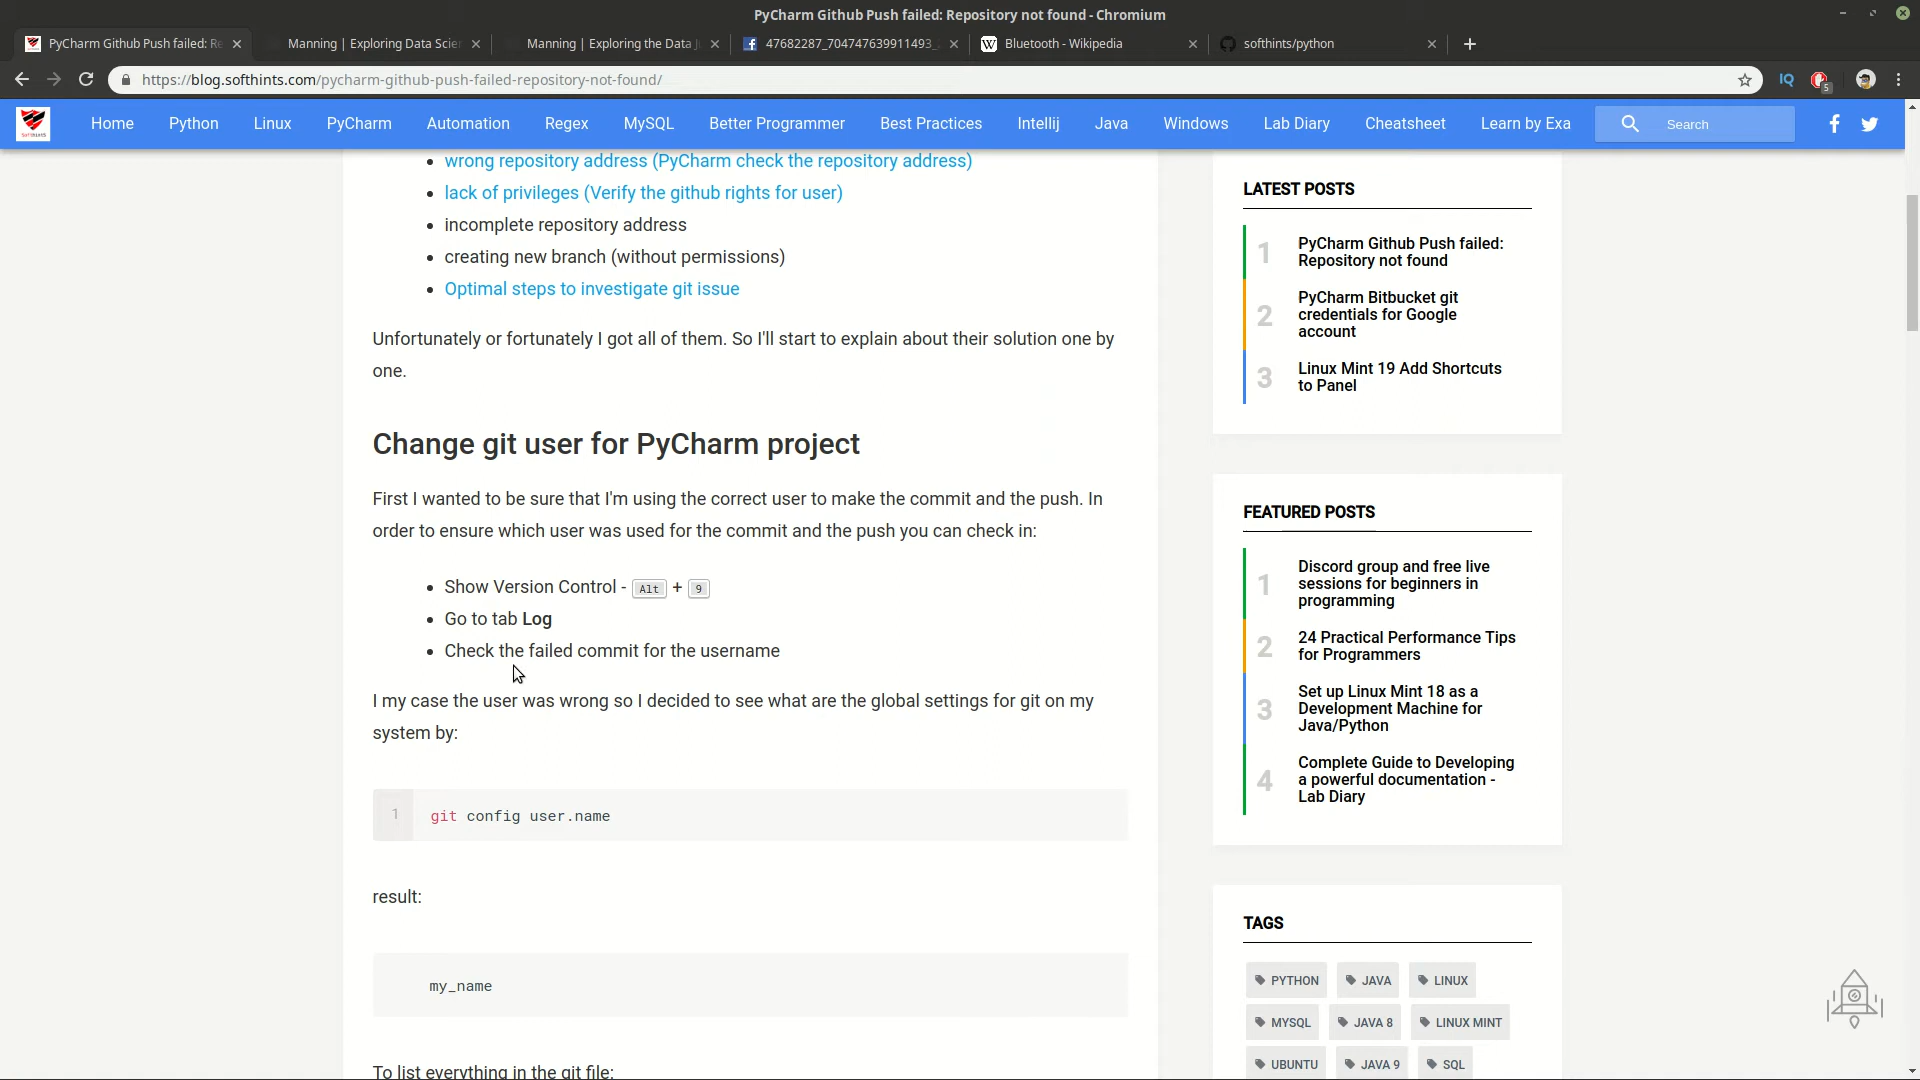 PyCharm Github Push failed: Repository not found - Chromium
PyCharm Github Push failed: Re
Manning | Exploring Data Scien
Manning | Exploring the Data J
47682287_704747639911493_
Bluetooth - Wikipedia
softhints/python
https://blog.softhints.com/pycharm-github-push-failed-repository-not-found/
IQ
5
Home Python Linux PyCharm Automation Regex MySQL Better Programmer Best Practices Intellij Java Windows Lab Diary Cheatsheet Learn by Exa Search
wrong repository address (PyCharm check the repository address)
lack of privileges (Verify the github rights for user)
incomplete repository address
creating new branch (without permissions)
Optimal steps to investigate git issue
Unfortunately or fortunately I got all of them. So I'll start to explain about their solution one by
one.
Change git user for PyCharm project
First I wanted to be sure that I'm using the correct user to make the commit and the push. In
order to ensure which user was used for the commit and the push you can check in:
Show Version Control - Alt + 9
Go to tab Log
Check the failed commit for the username
I my case the user was wrong so I decided to see what are the global settings for git on my
system by:
1 git config user.name
result:
my_name
To list everything in the git file:
LATEST POSTS
1 PyCharm Github Push failed:
Repository not found
2 PyCharm Bitbucket git
credentials for Google
account
3 Linux Mint 19 Add Shortcuts
to Panel
FEATURED POSTS
1 Discord group and free live
sessions for beginners in
programming
2 24 Practical Performance Tips
for Programmers
3 Set up Linux Mint 18 as a
Development Machine for
Java/Python
4 Complete Guide to Developing
a powerful documentation -
Lab Diary
TAGS
PYTHON JAVA LINUX
MYSQL JAVA 8 LINUX MINT
UBUNTU JAVA 9 SQL